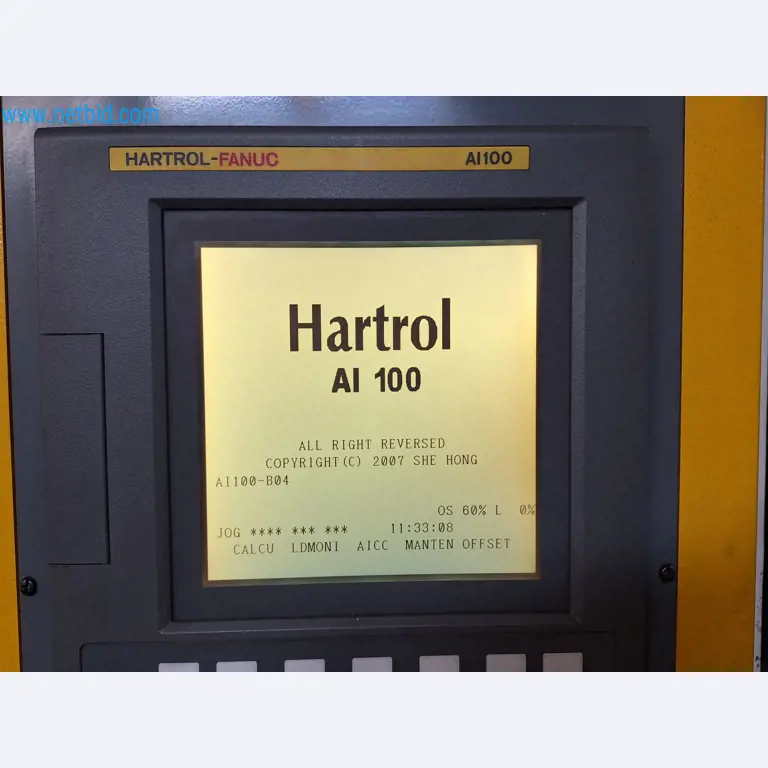 www.netbid.com
HARTROL-FANUC AI100
Hartrol
AI 100
ALL RIGHT REVERSED
COPYRIGHT(C) 2007 SHE HONG
AI100-B04
OS 60% L 0%
JOG **** *** *** 11:33:08
CALCU LDMONI AICC MANTEN OFFSET